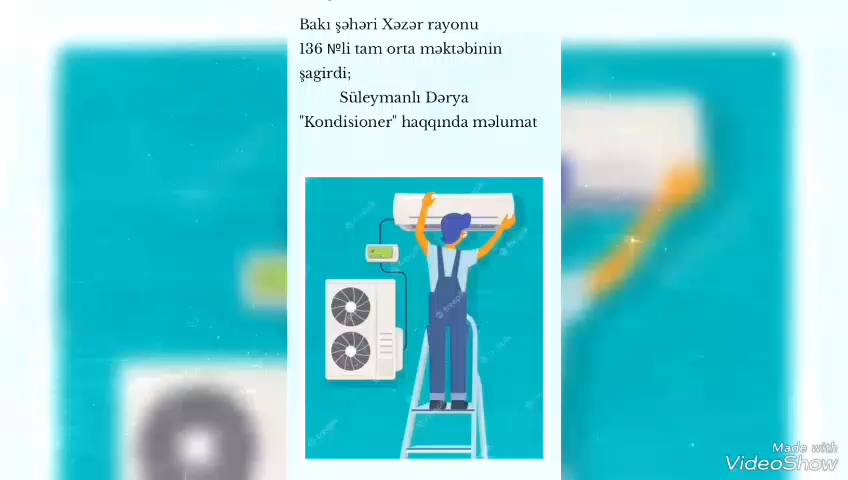 Bakı şəhəri Xəzər rayonu
136 №li tam orta məktəbinin
şagirdi;
Süleymanlı Dərya
"Kondisioner" haqqında məlumat
Made with
VideoShow